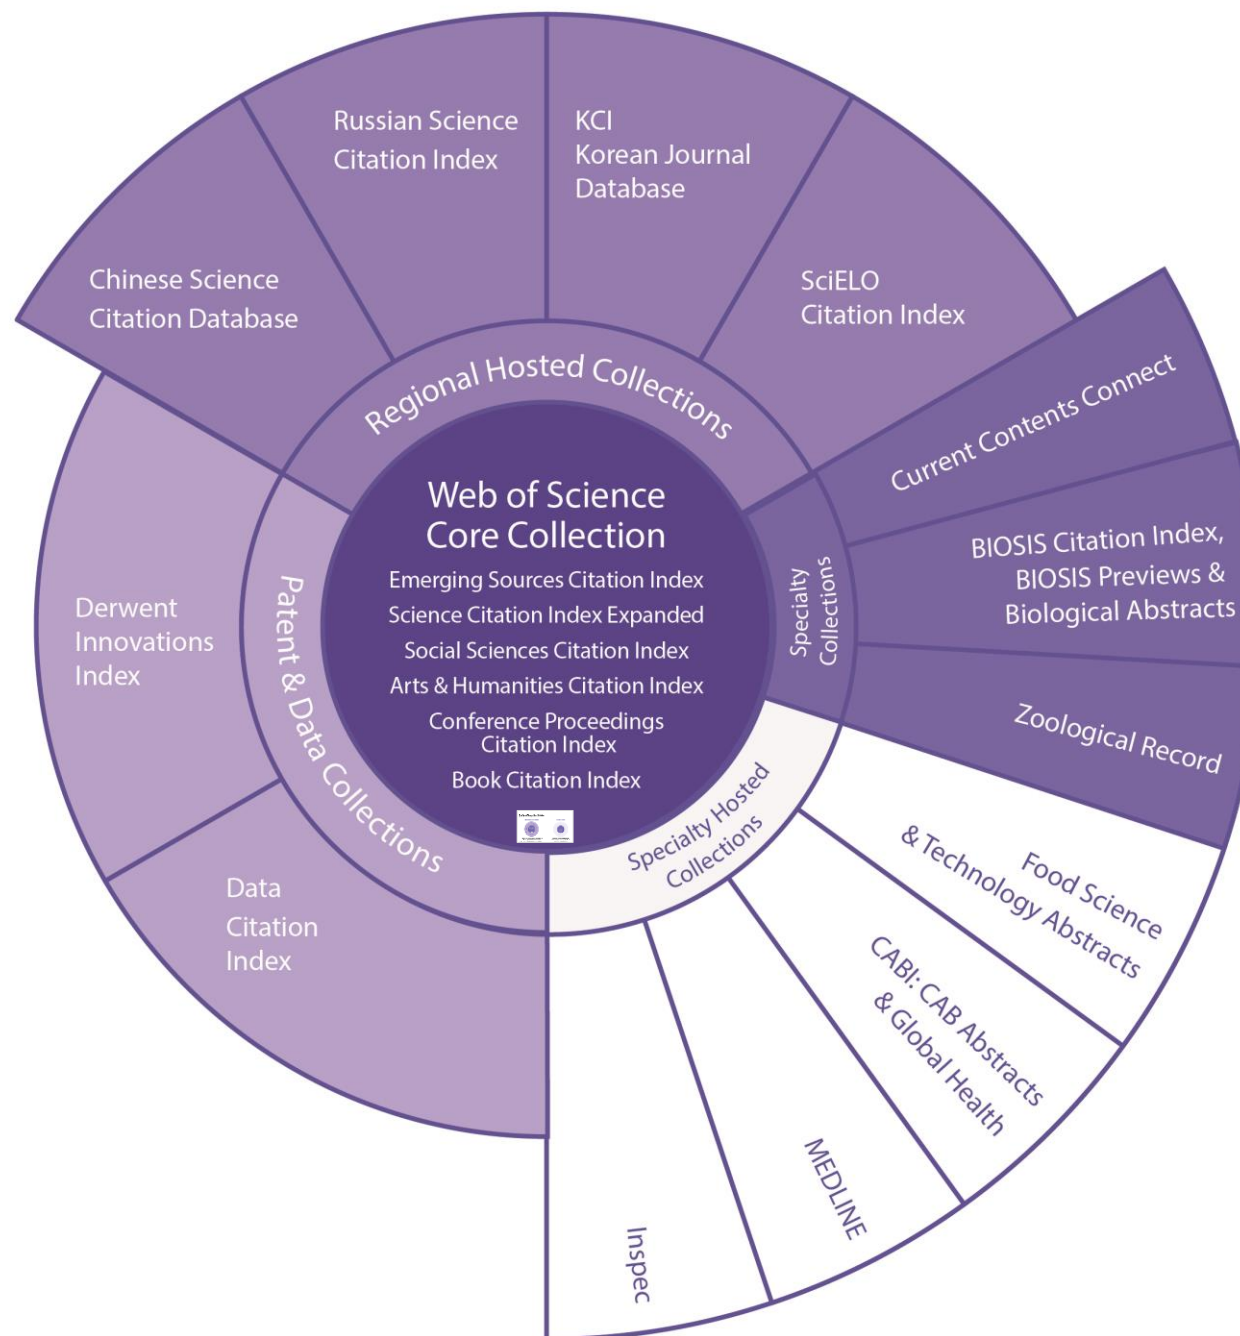 Russian Science
Citation Index
KCI
Korean Journal
Database
Chinese Science
Citation Database
SciELO
Citation Index
Regional Hosted Collections
Current Contents Connect
BIOSIS Citation Index,
BIOSIS Previews &
Biological Abstracts
Zoological Record
Specialty
Collections
Web of Science
Core Collection
Emerging Sources Citation Index
Science Citation Index Expanded
Social Sciences Citation Index
Arts & Humanities Citation Index
Conference Proceedings
Citation Index
Book Citation Index
Patent & Data Collections
Derwent
Innovations
Index
Data
Citation
Index
Specialty Hosted
Collections
Food Science
& Technology Abstracts
CABI: CAB Abstracts
& Global Health
MEDLINE
Inspec